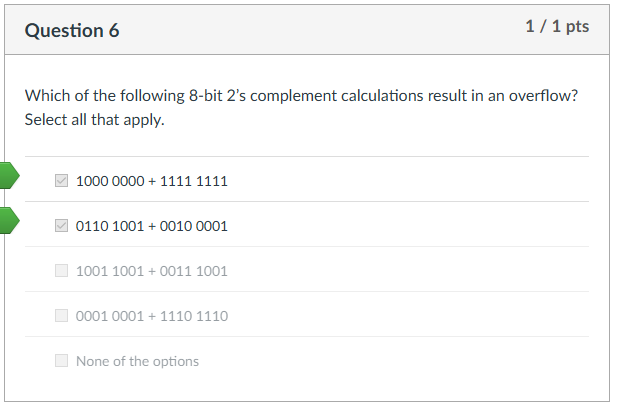 Question 6
1 / 1 pts
Which of the following 8-bit 2's complement calculations result in an overflow?
Select all that apply.
1000 0000 + 1111 1111
0110 1001 + 0010 0001
1001 1001 + 0011 1001
0001 0001 + 1110 1110
None of the options